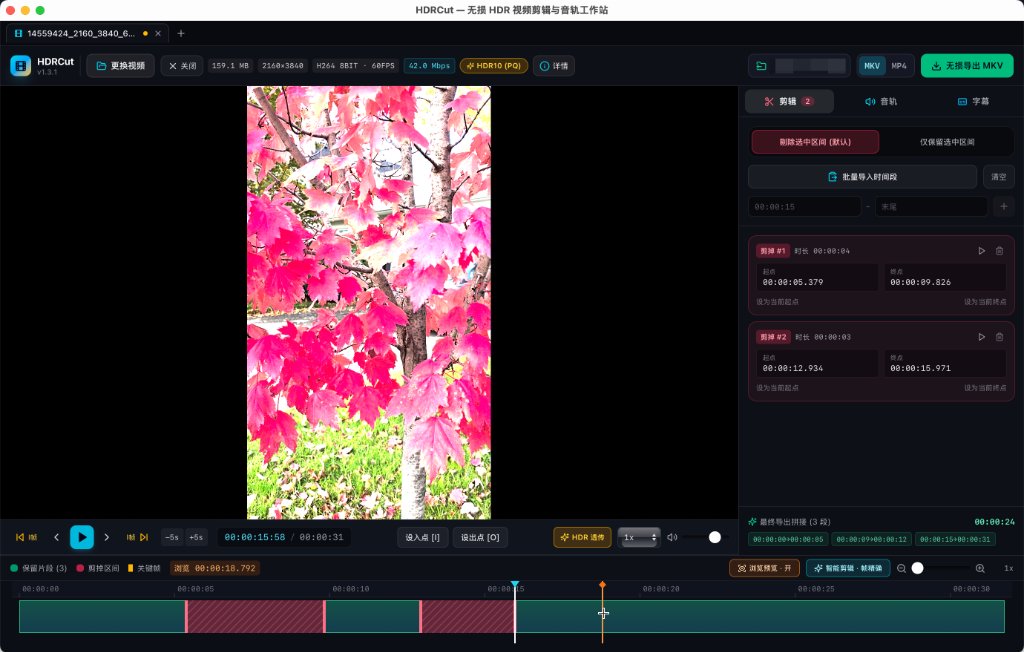 HDRCut — 无损 HDR 视频剪辑与音轨工作站
14559424_2160_3840_6...
HDRCut
v1.3.1
更换视频
关闭
159.1 MB
2160×3840
H264 8BIT · 60FPS
42.0 Mbps
HDR10 (PQ)
详情
MKV
MP4
无损导出 MKV
剪辑 2
音轨
字幕
剔除选中区间 (默认)
仅保留选中区间
批量导入时间段
清空
00:00:15
-
末尾
剪掉 #1 时长 00:00:04
起点
00:00:05.379
终点
00:00:09.826
设为当前起点
设为当前终点
剪掉 #2 时长 00:00:03
起点
00:00:12.934
终点
00:00:15.971
设为当前起点
设为当前终点
最终导出拼接 (3 段)
00:00:24
00:00:00→00:00:05
00:00:09→00:00:12
00:00:15→00:00:31
1帧
1帧
-5s
+5s
00:00:15:58 / 00:00:31
设入点 [I]
设出点 [O]
HDR 透传
1x
保留片段 (3)
剪掉区间
关键帧
浏览 00:00:18.792
浏览预览 · 开
智能剪辑 · 帧精确
1x
00:00:00
00:00:05
00:00:10
00:00:15
00:00:20
00:00:25
00:00:30